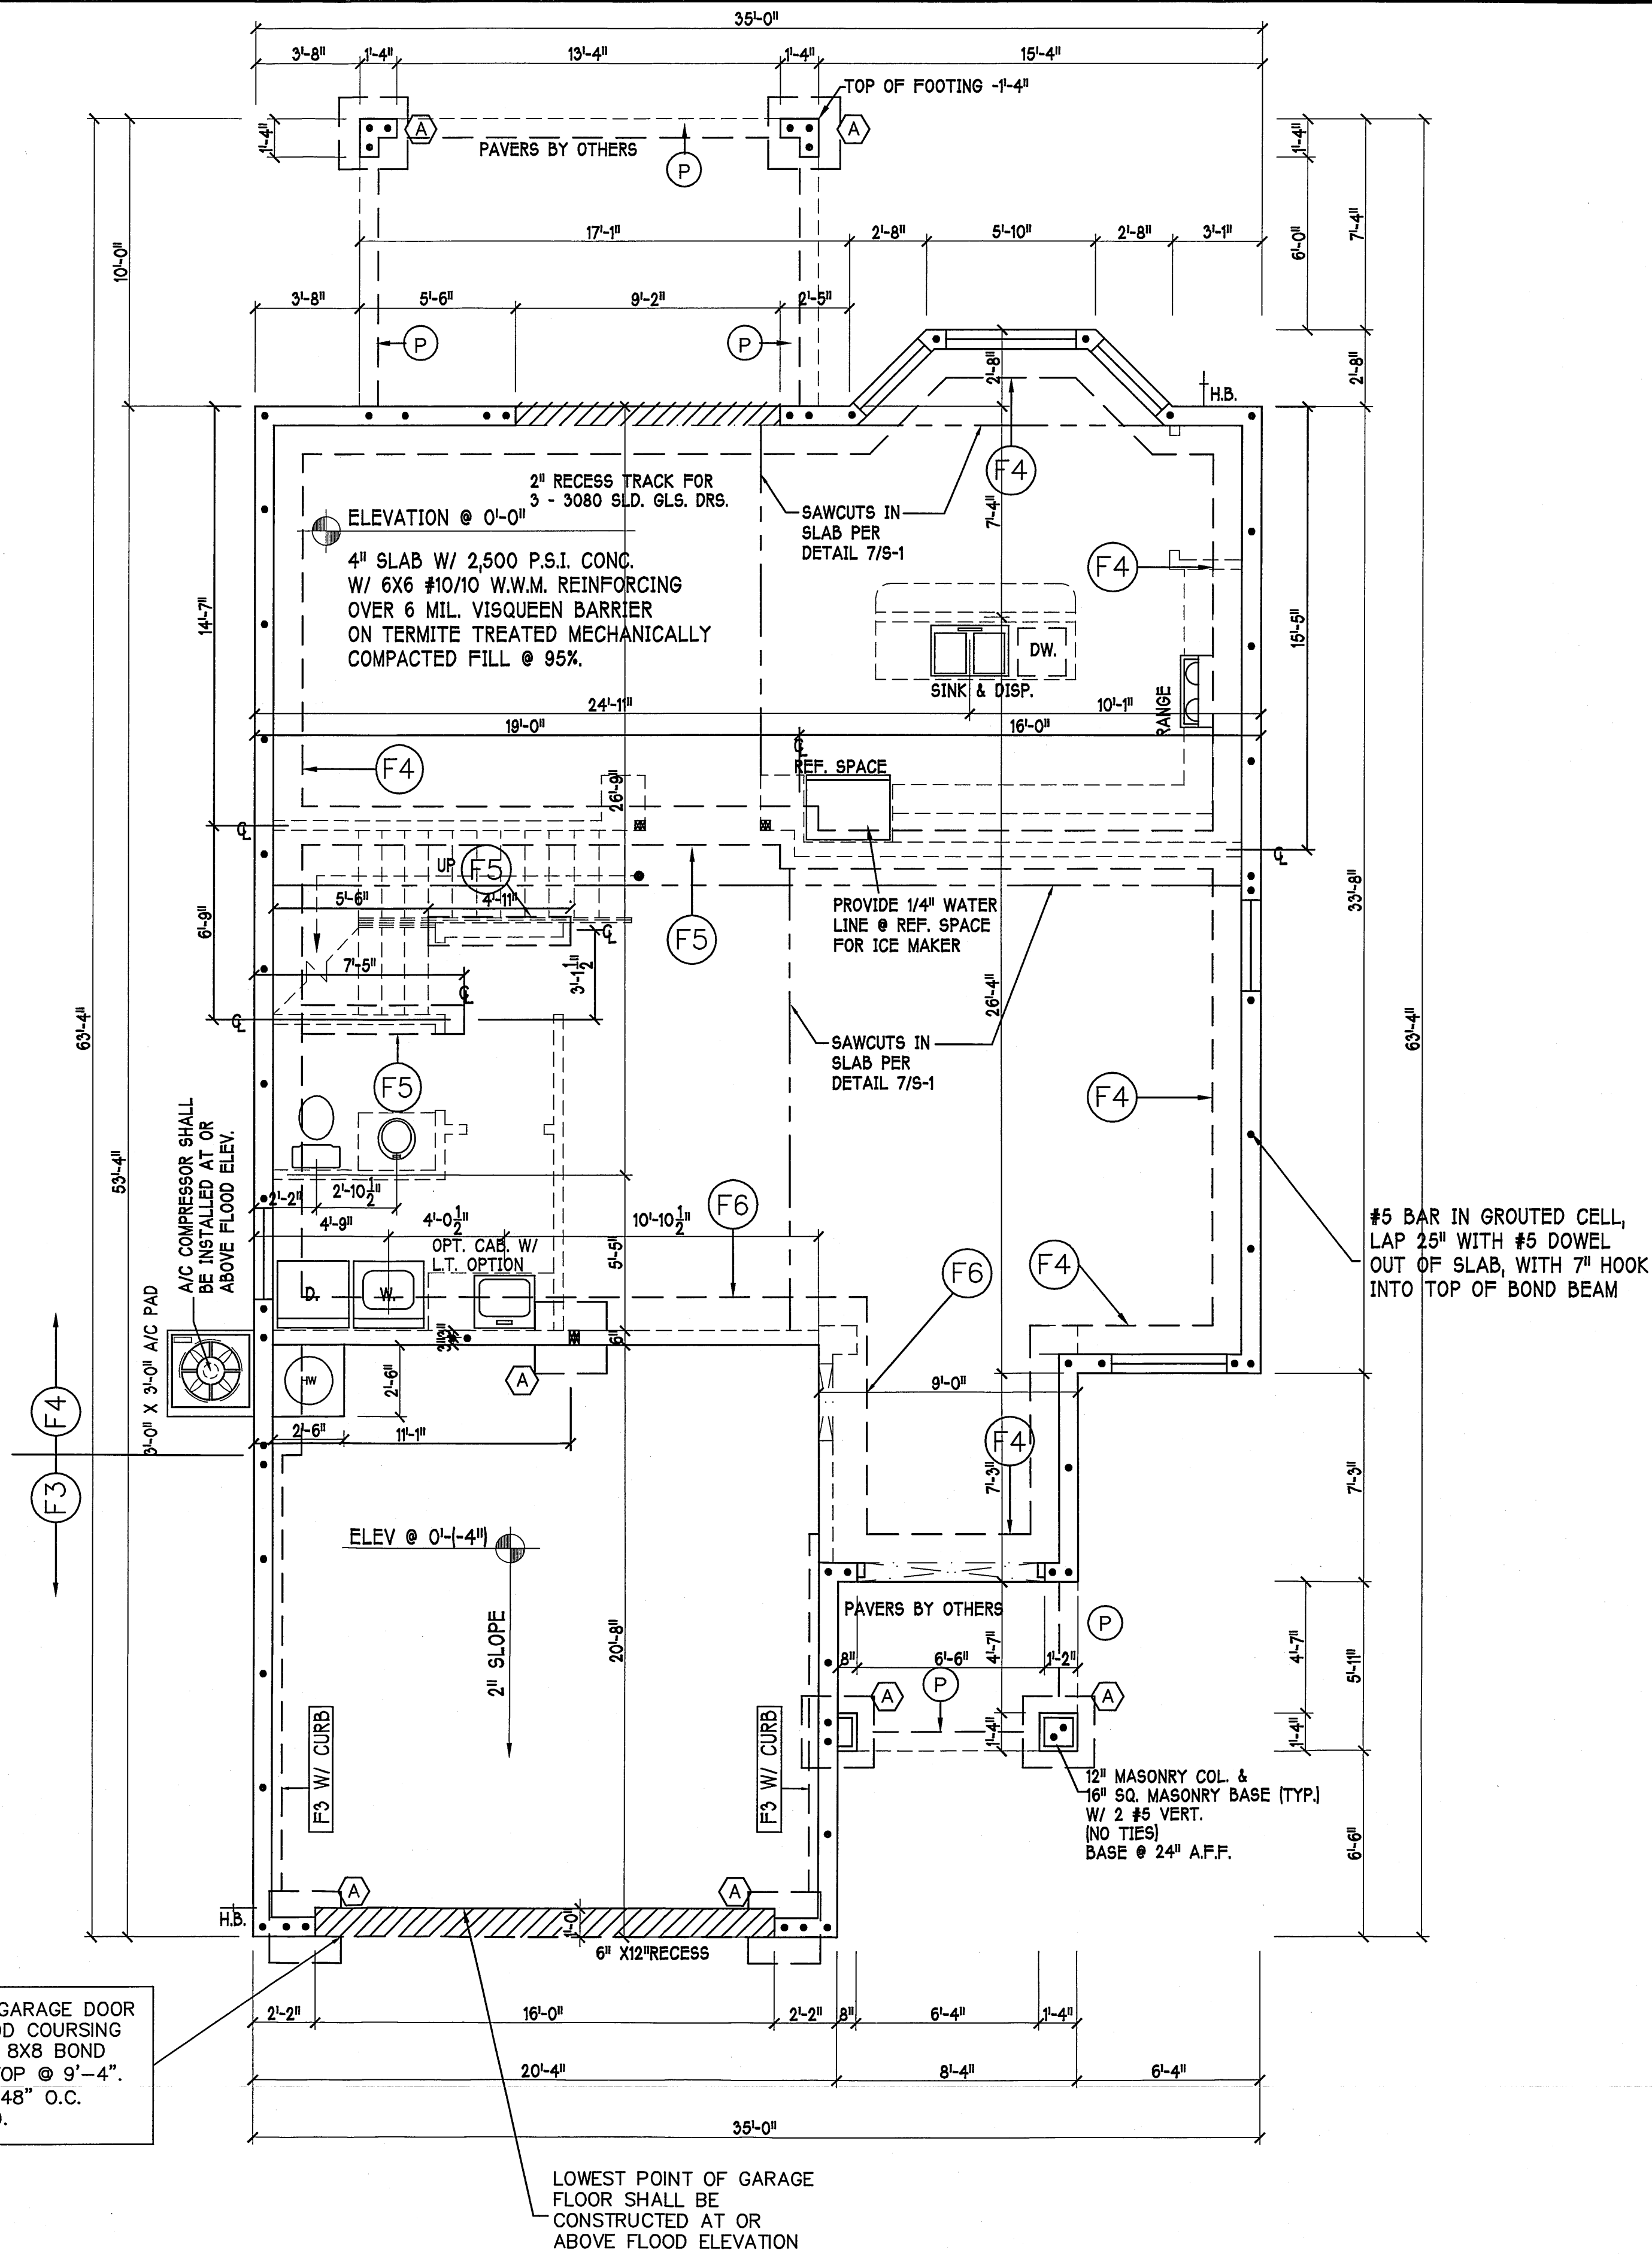 35'-0"
3'-8" 1'-4" 13'-4" 1'-4" 15'-4"
TOP OF FOOTING -1'-4"
A A
1'-4" 1'-4"
PAVERS BY OTHERS
P
17'-1" 2'-8" 5'-10" 2'-8" 3'-1"
10'-0" 6'-0" 7'-4"
3'-8" 5'-6" 9'-2" 2'-5"
P P
2'-8" 2'-8"
H.B.
F4
2" RECESS TRACK FOR
3 - 3080 SLD. GLS. DRS.
ELEVATION @ 0'-0"
SAWCUTS IN
SLAB PER
DETAIL 7/S-1
7'-4"
4" SLAB W/ 2,500 P.S.I. CONC.
W/ 6X6 #10/10 W.W.M. REINFORCING
OVER 6 MIL. VISQUEEN BARRIER
ON TERMITE TREATED MECHANICALLY
COMPACTED FILL @ 95%.
F4
14'-7" 15'-5"
DW.
SINK & DISP.
RANGE
24'-11" 10'-1"
19'-0" 16'-0"
F4
REF. SPACE
26'-9"
UP F5
5'-6" 4'-11"
F5
PROVIDE 1/4" WATER
LINE @ REF. SPACE
FOR ICE MAKER
33'-8"
6'-9"
7'-5"
3'-1 1/2"
26'-4"
63'-4" 63'-4"
SAWCUTS IN
SLAB PER
DETAIL 7/S-1
F5
F4
53'-4"
A/C COMPRESSOR SHALL
BE INSTALLED AT OR
ABOVE FLOOD ELEV.
2'-2" 2'-10 1/2"
F6
4'-9" 4'-0 1/2" 10'-10 1/2"
OPT. CAB. W/
L.T. OPTION
5'-5"
F6
F4
#5 BAR IN GROUTED CELL,
LAP 25" WITH #5 DOWEL
OUT OF SLAB, WITH 7" HOOK
INTO TOP OF BOND BEAM
D. W.
3'-0" X 3'-0" A/C PAD
3" 3" 6"
HW
2'-6"
A
9'-0"
F4
F3
2'-6" 11'-1"
F4
7'-3" 7'-3"
ELEV @ 0'-(-4")
PAVERS BY OTHERS
P
2" SLOPE
20'-8"
4'-7" 4'-7" 5'-11"
8" 6'-6" 1'-2"
A P A
F3 W/ CURB F3 W/ CURB
1'-4" 1'-4"
12" MASONRY COL. &
16" SQ. MASONRY BASE (TYP.)
W/ 2 #5 VERT.
(NO TIES)
BASE @ 24" A.F.F.
6'-6"
A A
H.B.
1'-0"
6" X12"RECESS
GARAGE DOOR
COURSING
8X8 BOND
TOP @ 9'-4".
48" O.C.
2'-2" 16'-0" 2'-2" 8" 6'-4" 1'-4"
20'-4" 8'-4" 6'-4"
35'-0"
LOWEST POINT OF GARAGE
FLOOR SHALL BE
CONSTRUCTED AT OR
ABOVE FLOOD ELEVATION